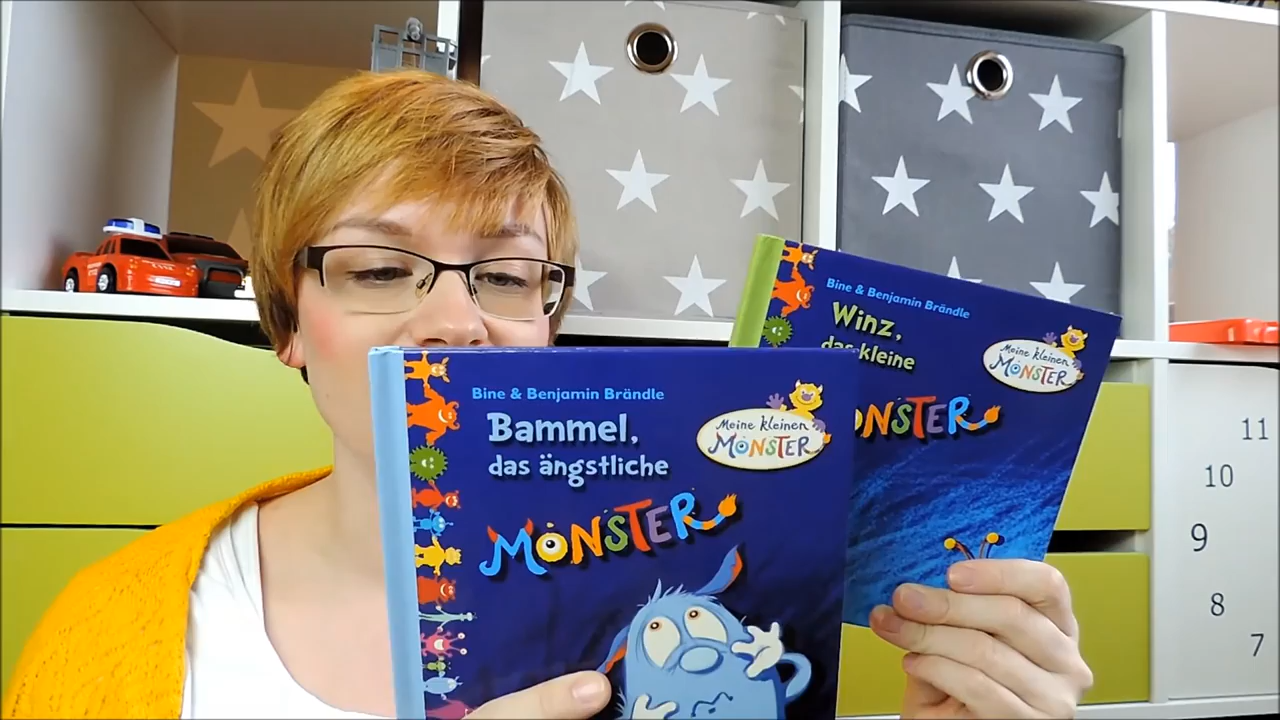 Bine & Benjamin Brändle
Bammel,
das ängstliche
MONSTER
Meine kleinen
MONSTER
Bine & Benjamin Brändle
Winz,
das kleine
MONSTER
Meine kleinen
MONSTER
11
10
9
8
7